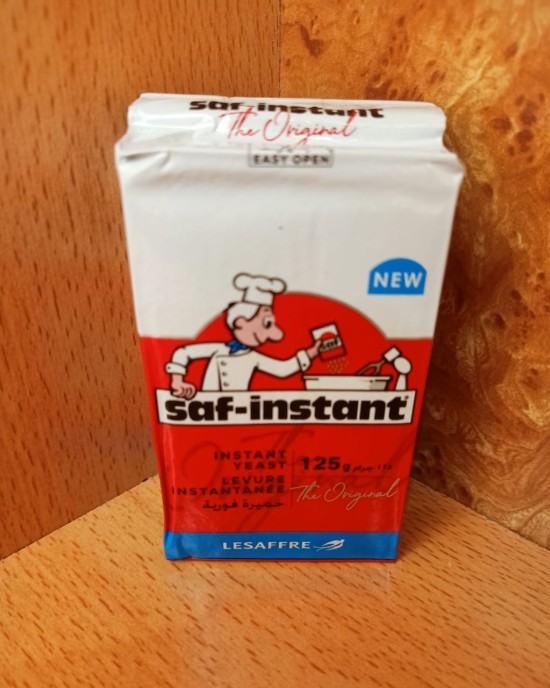 saf-instant
The Original
EASY OPEN
NEW
saf
saf-instant
INSTANT
YEAST
LEVURE
INSTANTANÉE
خميرة فورية
125g
The Original
LESAFFRE